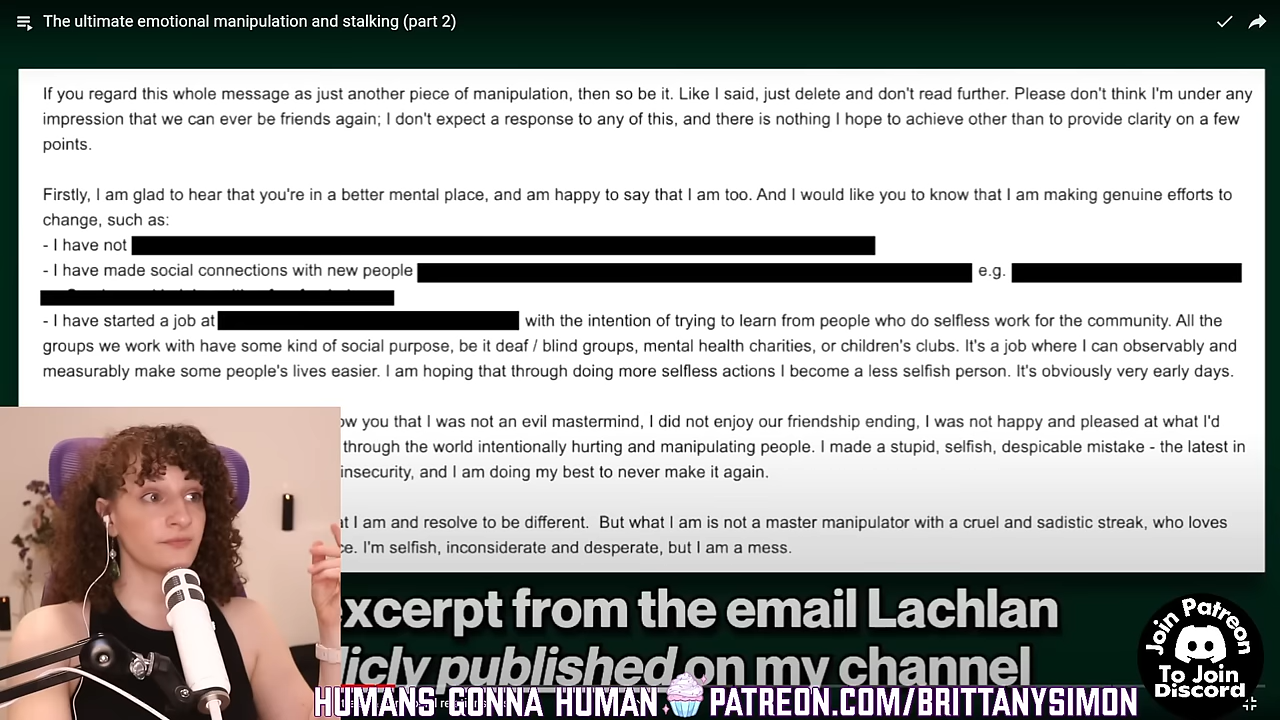 The ultimate emotional manipulation and stalking (part 2)
If you regard this whole message as just another piece of manipulation, then so be it. Like I said, just delete and don't read further. Please don't think I'm under any
impression that we can ever be friends again; I don't expect a response to any of this, and there is nothing I hope to achieve other than to provide clarity on a few
points.
Firstly, I am glad to hear that you're in a better mental place, and am happy to say that I am too. And I would like you to know that I am making genuine efforts to
change, such as:
- I have not
- I have made social connections with new people e.g.
- I have started a job at with the intention of trying to learn from people who do selfless work for the community. All the
groups we work with have some kind of social purpose, be it deaf / blind groups, mental health charities, or children's clubs. It's a job where I can observably and
measurably make some people's lives easier. I am hoping that through doing more selfless actions I become a less selfish person. It's obviously very early days.
you that I was not an evil mastermind, I did not enjoy our friendship ending, I was not happy and pleased at what I'd
through the world intentionally hurting and manipulating people. I made a stupid, selfish, despicable mistake - the latest in
insecurity, and I am doing my best to never make it again.
I am and resolve to be different. But what I am is not a master manipulator with a cruel and sadistic streak, who loves
I'm selfish, inconsiderate and desperate, but I am a mess.
excerpt from the email Lachlan
published on my channel
HUMANS GONNA HUMAN PATREON.COM/BRITTANYSIMON
Join Patreon
To Join
Discord